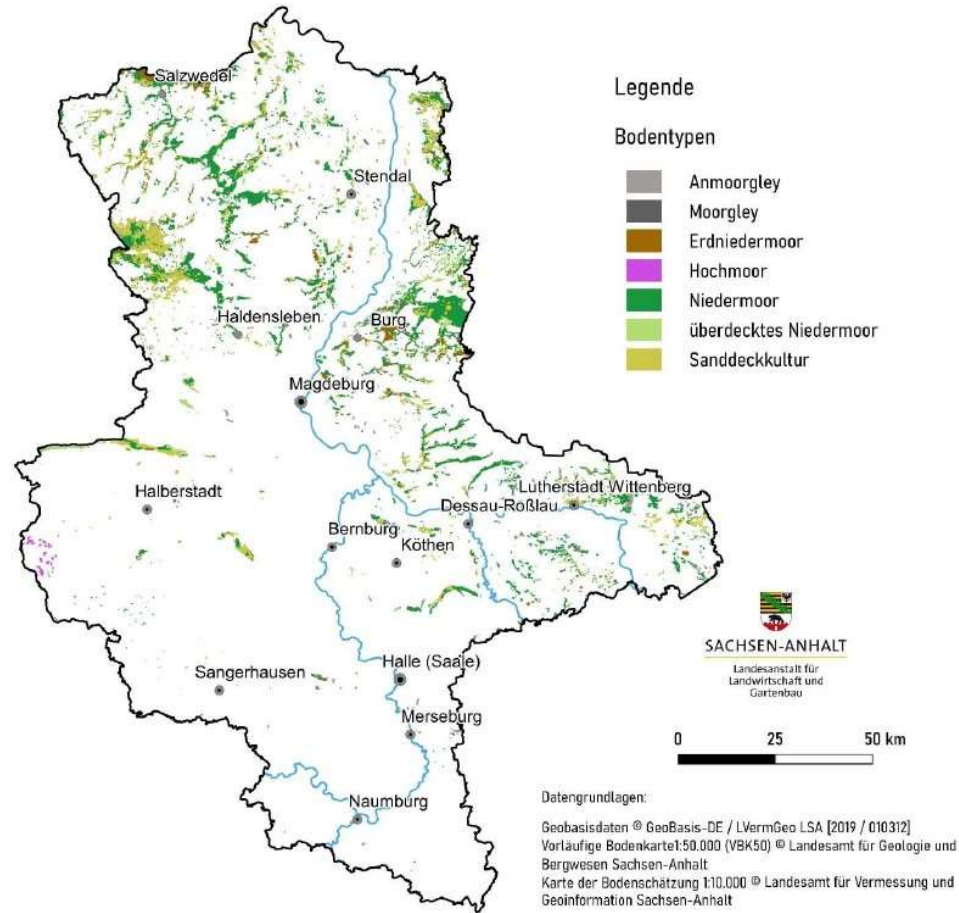 Salzwedel
Stendal
Haldensleben
Burg
Magdeburg
Halberstadt
Lutherstadt Wittenberg
Dessau-Roßlau
Bernburg
Köthen
Sangerhausen
Halle (Saale)
Merseburg
Naumburg
Legende
Bodentypen
Anmoorgley
Moorgley
Erdniedermoor
Hochmoor
Niedermoor
überdecktes Niedermoor
Sanddeckkultur
SACHSEN-ANHALT
Landesanstalt für
Landwirtschaft und
Gartenbau
0 25 50 km
Datengrundlagen:
Geobasisdaten © GeoBasis-DE / LVermGeo LSA [2019 / 010312]
Vorläufige Bodenkarte1:50.000 (VBK50) © Landesamt für Geologie und
Bergwesen Sachsen-Anhalt
Karte der Bodenschätzung 1:10.000 © Landesamt für Vermessung und
Geoinformation Sachsen-Anhalt